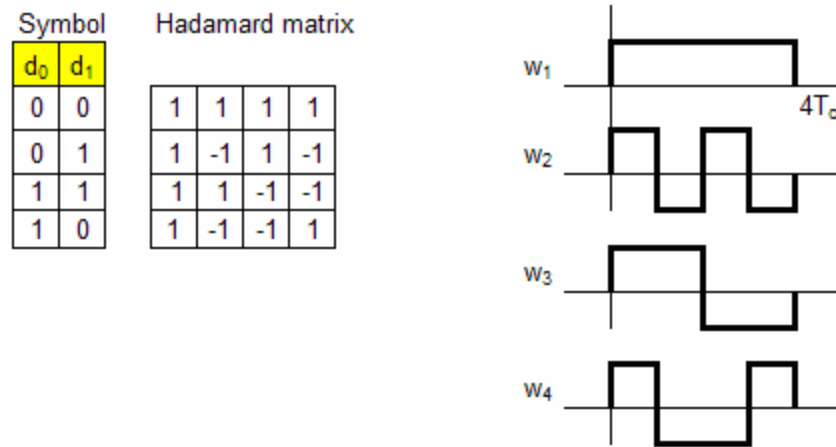 Symbol Hadamard matrix
d₀ d₁
0 0 1 1 1 1
0 1 1 -1 1 -1
1 1 1 1 -1 -1
1 0 1 -1 -1 1
w₁
4T
w₂
w₃
w₄